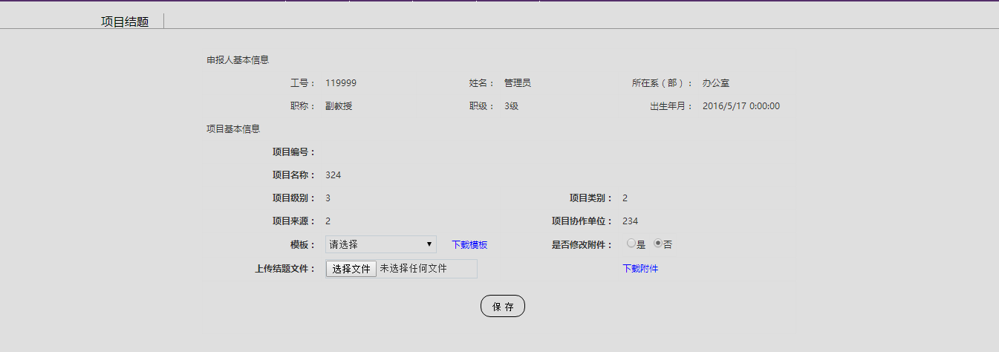 项目结题
申报人基本信息
工号： 119999 姓名： 管理员 所在系（部）： 办公室
职称： 副教授 职级： 3级 出生年月： 2016/5/17 0:00:00
项目基本信息
项目编号：
项目名称： 324
项目级别： 3 项目类别： 2
项目来源： 2 项目协作单位： 234
模板： 请选择 下载模板 是否修改附件： 是 否
上传结题文件： 选择文件 未选择任何文件 下载附件
保 存